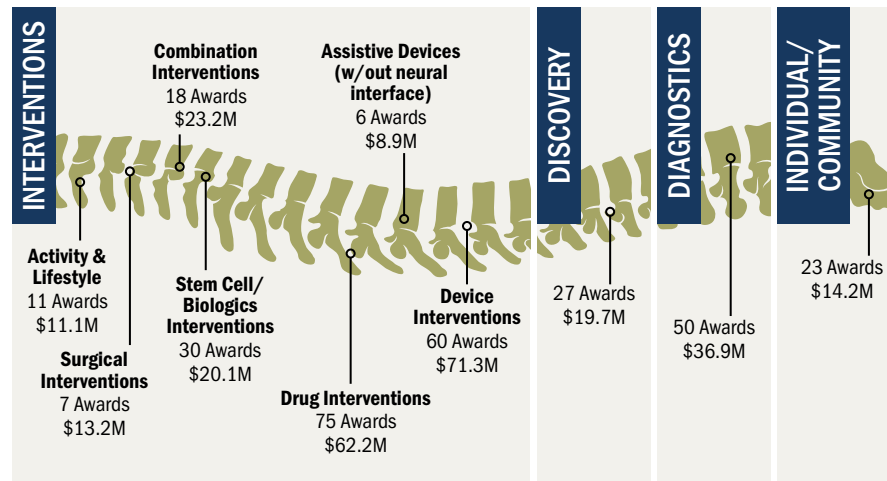 INTERVENTIONS
Combination
Interventions
18 Awards
$23.2M
Assistive Devices
(w/out neural
interface)
6 Awards
$8.9M
Activity &
Lifestyle
11 Awards
$11.1M
Surgical
Interventions
7 Awards
$13.2M
Stem Cell/
Biologics
Interventions
30 Awards
$20.1M
Drug Interventions
75 Awards
$62.2M
Device
Interventions
60 Awards
$71.3M
DISCOVERY
27 Awards
$19.7M
DIAGNOSTICS
50 Awards
$36.9M
INDIVIDUAL/
COMMUNITY
23 Awards
$14.2M